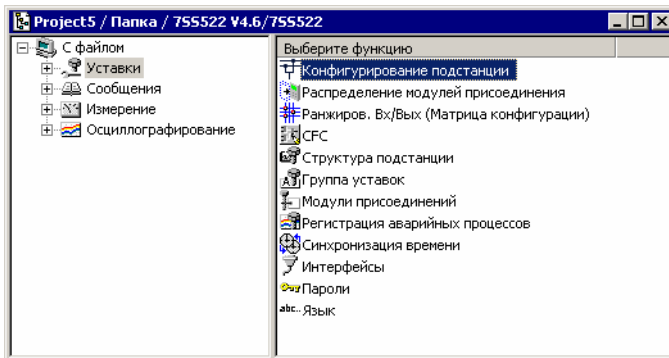 Project5 / Папка / 7SS522 V4.6/7SS522
С файлом
Уставки
Сообщения
Измерение
Осциллографирование
Выберите функцию
Конфигурирование подстанции
Распределение модулей присоединения
Ранжиров. Вх/Вых (Матрица конфигурации)
CFC
Структура подстанции
Группа уставок
Модули присоединений
Регистрация аварийных процессов
Синхронизация времени
Интерфейсы
Пароли
abc.. Язык